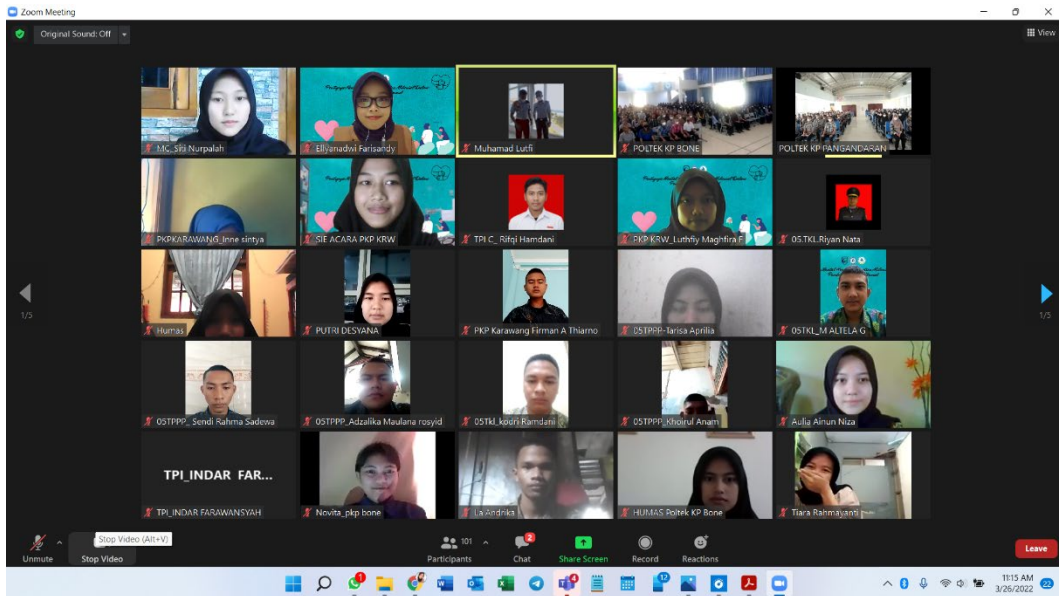 Zoom Meeting
Original Sound: Off
View
MC_Siti Nurpalah
Ellyanadwi Farisandy
Muhamad Lutfi
POLTEK KP BONE
POLTEK KP PANGANDARAN
PKPKARAWANG_Inne sintya
SIE ACARA PKP KRW
TPI C_ Rifqi Hamdani
PKP KRW_Luthfiy Maghfira F
05.TKL.Riyan Nata
1/5
1/5
Humas
PUTRI DESYANA
PKP Karawang Firman A Thiarno
05TPPP-Tarisa Aprilia
05TKL_M ALTELA G
05TPPP_ Sendi Rahma Sadewa
05TPPP_Adzalika Maulana rosyid
05Tkl_kodri Ramdani
05TPPP_Khoirul Anam
Aulia Ainun Niza
TPI_INDAR FAR...
TPI_INDAR FARAWANSYAH
Novita_pkp bone
La Andrika
HUMAS Poltek KP Bone
Tiara Rahmayanti
Stop Video (Alt+V)
Unmute
Stop Video
Participants
101
Chat
2
Share Screen
Record
Reactions
Leave
12
11:15 AM
3/26/2022
22